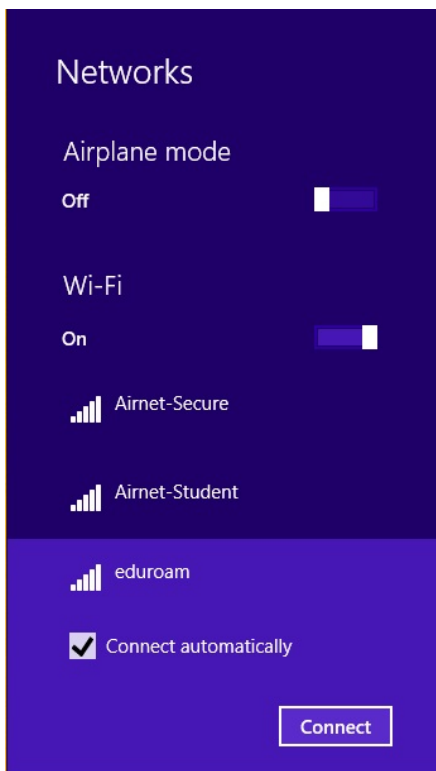 Networks
Airplane mode
Off
Wi-Fi
On
Airnet-Secure
Airnet-Student
eduroam
Connect automatically
Connect